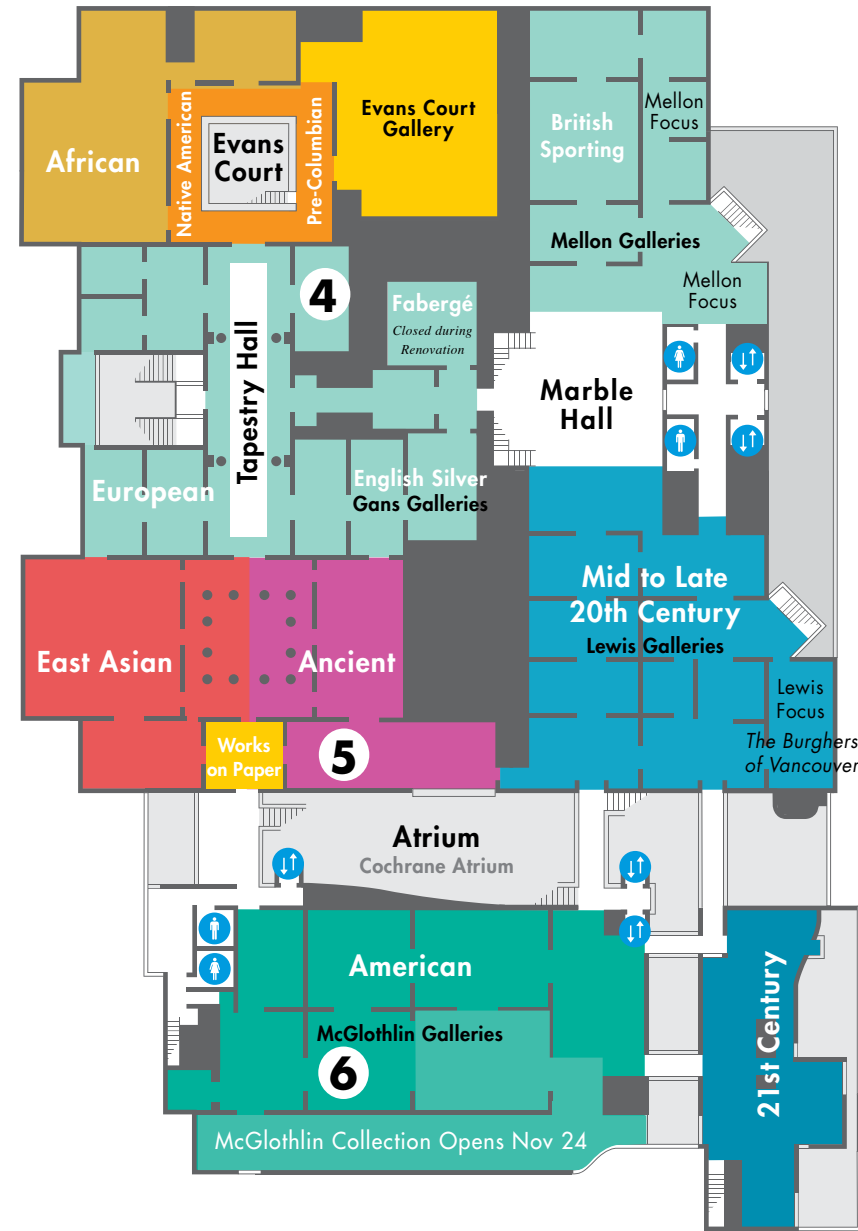 African
Native American
Evans
Court
Pre-Columbian
Evans Court
Gallery
British
Sporting
Mellon
Focus
Mellon Galleries
Mellon
Focus
4
Tapestry Hall
Fabergé
Closed during
Renovation
Marble
Hall
European
English Silver
Gans Galleries
East Asian
Ancient
Works
on Paper
5
Mid to Late
20th Century
Lewis Galleries
Lewis
Focus
The Burghers
of Vancouver
Atrium
Cochrane Atrium
American
McGlothlin Galleries
6
McGlothlin Collection Opens Nov 24
21st Century